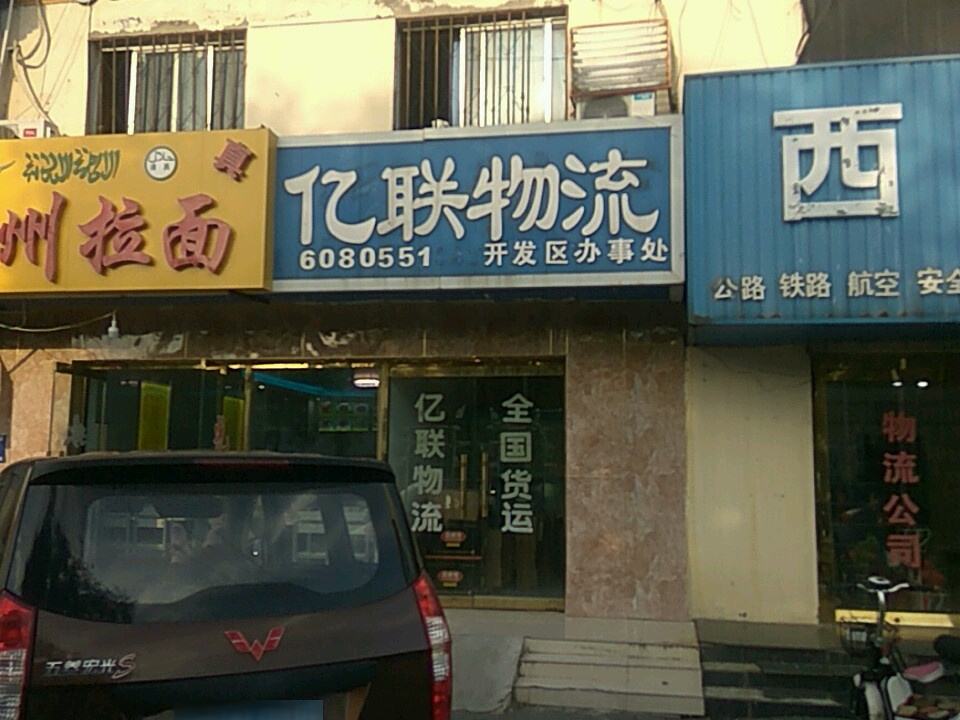 真
州拉面
亿联物流
6080551 开发区办事处
西
公路 铁路 航空 安全
亿联物流
全国货运
物流公司
五菱宏光S
TCL